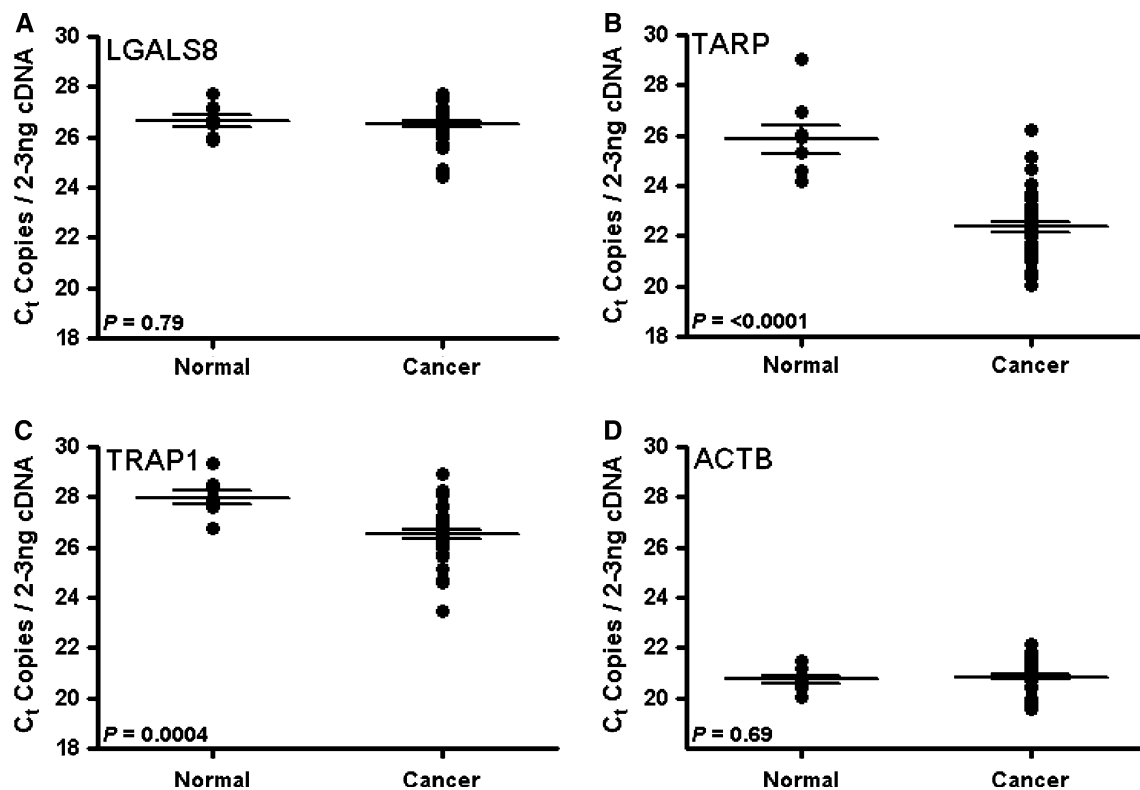 A
LGALS8
Ct Copies / 2-3ng cDNA
30
28
26
24
22
20
18
P = 0.79
Normal
Cancer
B
TARP
Ct Copies / 2-3ng cDNA
30
28
26
24
22
20
18
P = <0.0001
Normal
Cancer
C
TRAP1
Ct Copies / 2-3ng cDNA
30
28
26
24
22
20
18
P = 0.0004
Normal
Cancer
D
ACTB
Ct Copies / 2-3ng cDNA
30
28
26
24
22
20
18
P = 0.69
Normal
Cancer